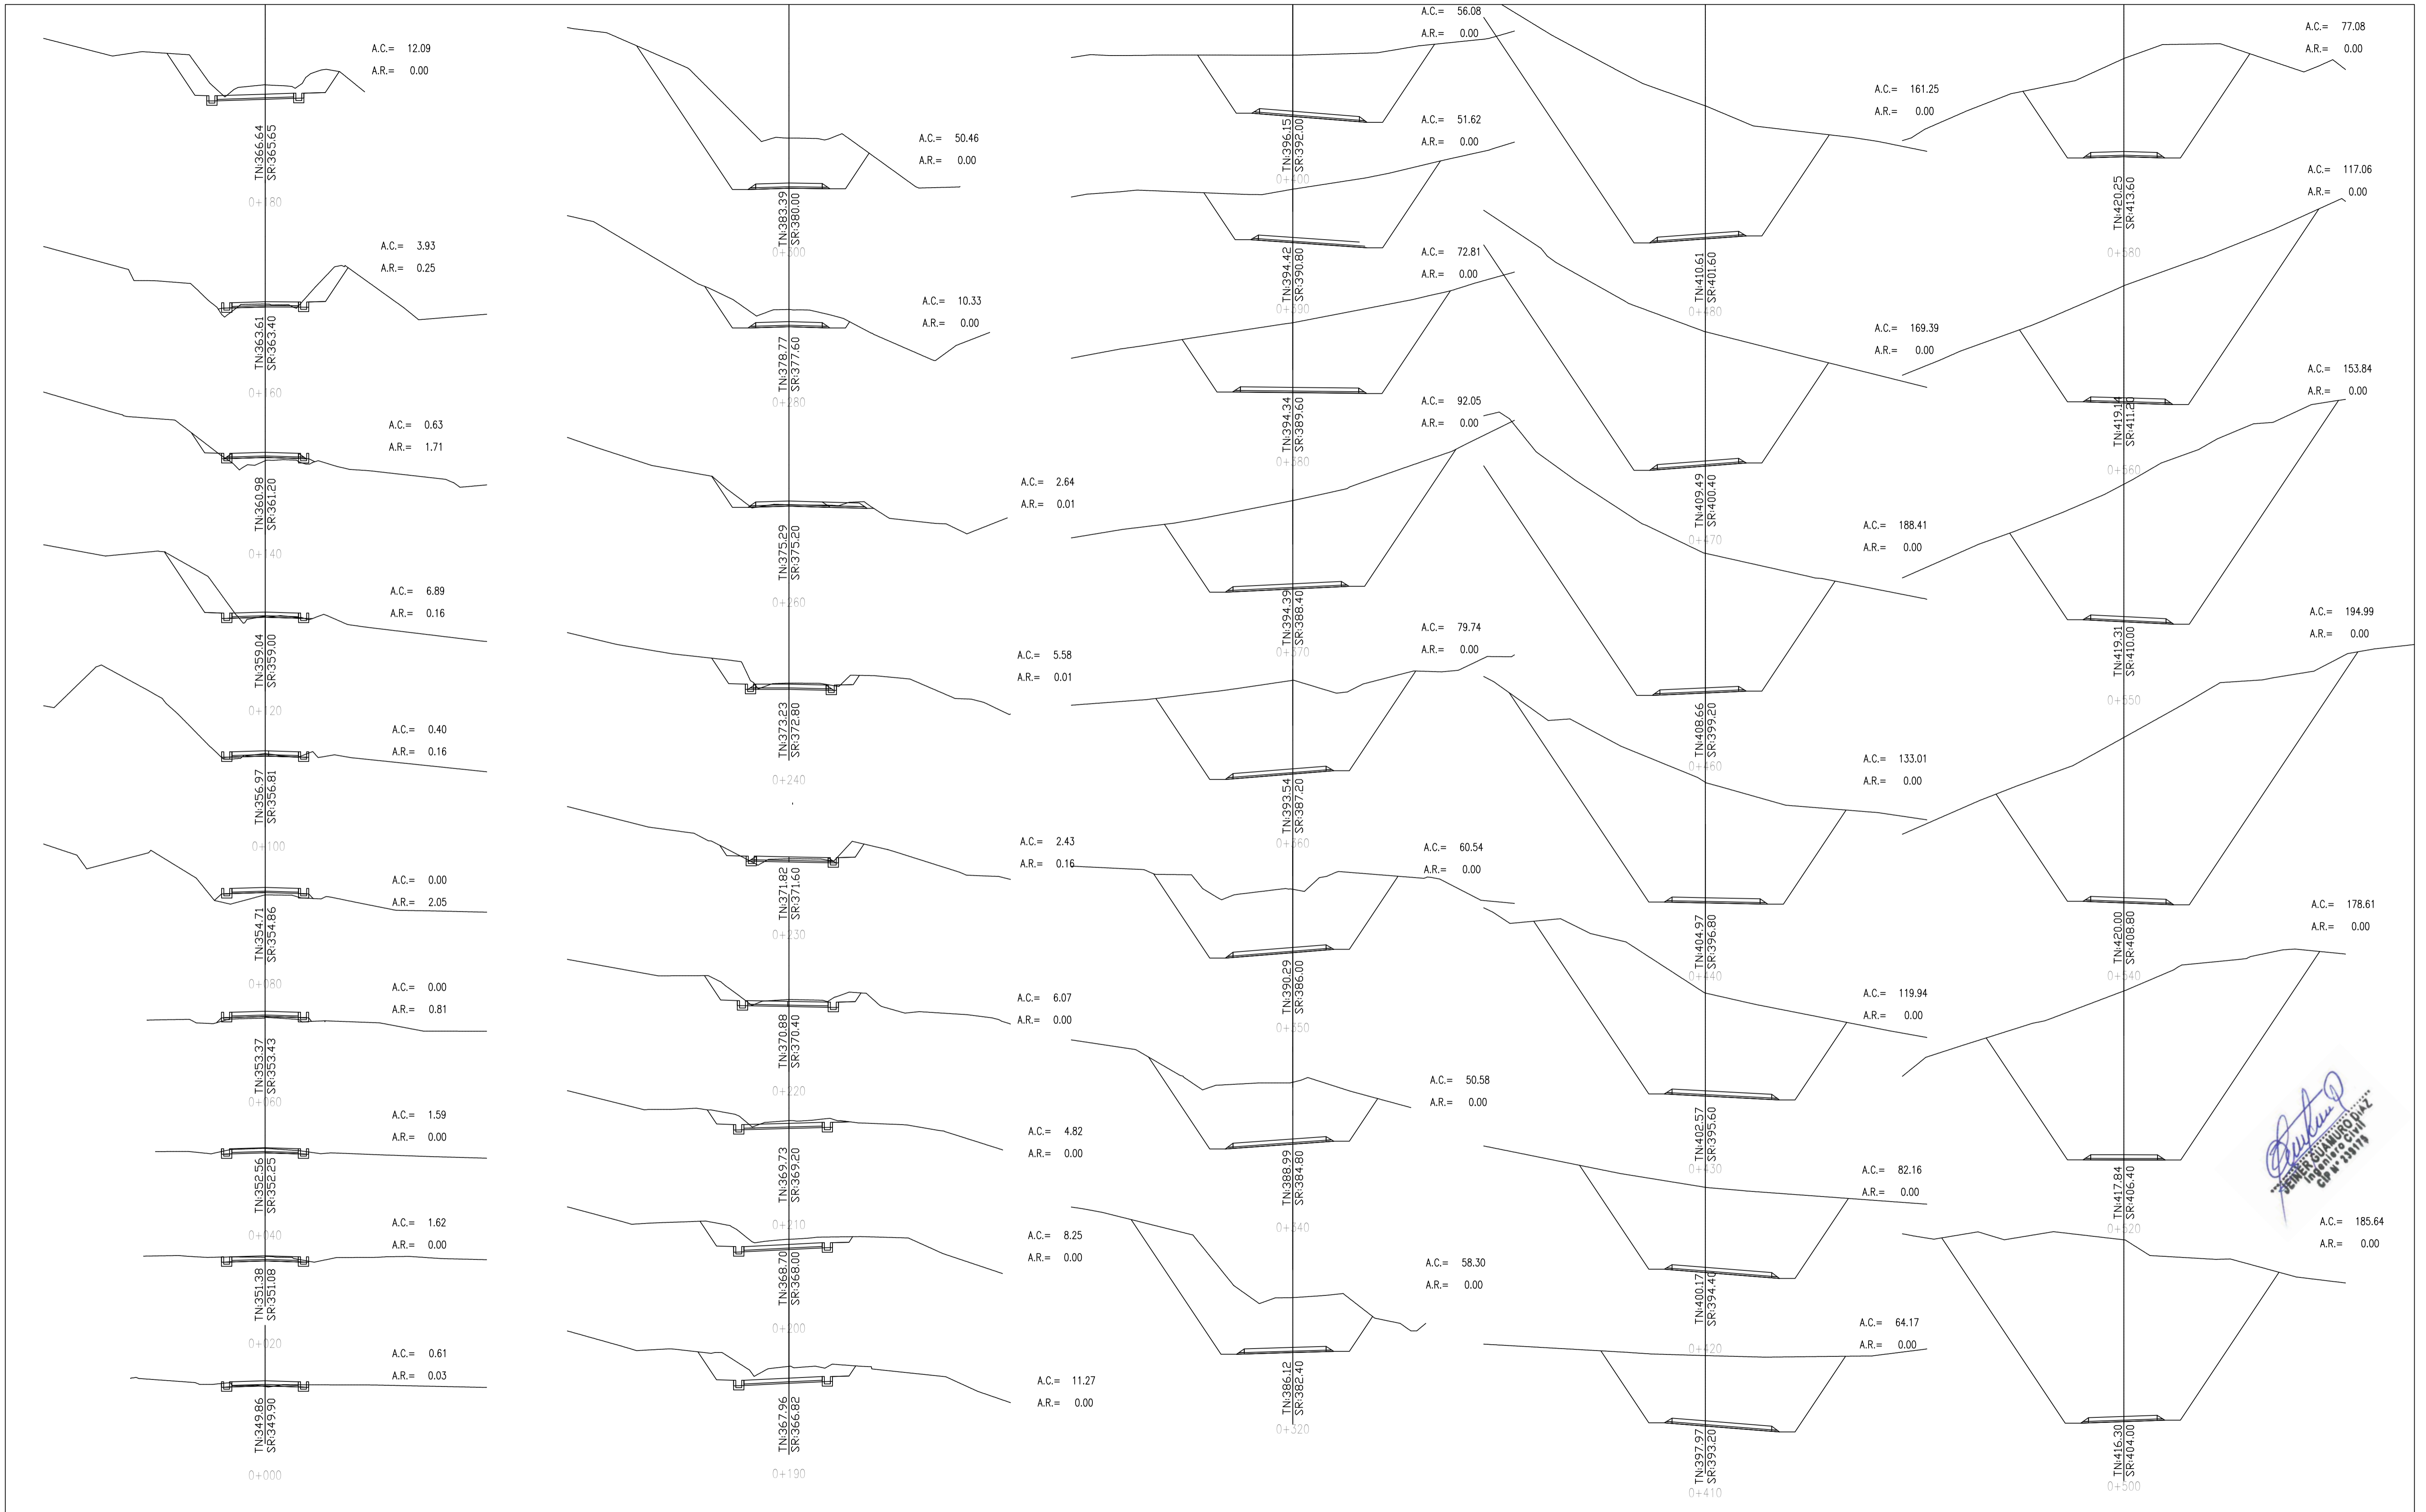 A.C.= 12.09
A.R.= 0.00
TN:366.64
SR:365.65
0+180
A.C.= 3.93
A.R.= 0.25
TN:363.61
SR:363.40
0+160
A.C.= 0.63
A.R.= 1.71
TN:360.98
SR:361.20
0+140
A.C.= 6.89
A.R.= 0.16
TN:359.04
SR:359.00
0+120
A.C.= 0.40
A.R.= 0.16
TN:356.97
SR:356.81
0+100
A.C.= 0.00
A.R.= 2.05
TN:354.71
SR:354.86
0+080
A.C.= 0.00
A.R.= 0.81
TN:353.37
SR:353.43
0+060
A.C.= 1.59
A.R.= 0.00
TN:352.56
SR:352.25
0+040
A.C.= 1.62
A.R.= 0.00
TN:351.38
SR:351.08
0+020
A.C.= 0.61
A.R.= 0.03
TN:349.86
SR:349.90
0+000
A.C.= 50.46
A.R.= 0.00
TN:383.39
SR:380.00
0+300
A.C.= 10.33
A.R.= 0.00
TN:378.77
SR:377.60
0+280
A.C.= 2.64
A.R.= 0.01
TN:375.29
SR:375.20
0+260
A.C.= 5.58
A.R.= 0.01
TN:373.23
SR:372.80
0+240
A.C.= 2.43
A.R.= 0.16
TN:371.82
SR:371.60
0+230
A.C.= 6.07
A.R.= 0.00
TN:370.88
SR:370.40
0+220
A.C.= 4.82
A.R.= 0.00
TN:369.73
SR:369.20
0+210
A.C.= 8.25
A.R.= 0.00
TN:368.70
SR:368.00
0+200
A.C.= 11.27
A.R.= 0.00
TN:367.96
SR:366.82
0+190
A.C.= 56.08
A.R.= 0.00
TN:396.15
SR:392.00
0+400
A.C.= 51.62
A.R.= 0.00
TN:394.42
SR:390.80
0+390
A.C.= 72.81
A.R.= 0.00
TN:394.34
SR:389.60
0+380
A.C.= 92.05
A.R.= 0.00
TN:394.39
SR:388.40
0+370
A.C.= 79.74
A.R.= 0.00
TN:393.54
SR:387.20
0+360
A.C.= 60.54
A.R.= 0.00
TN:390.29
SR:386.00
0+350
A.C.= 50.58
A.R.= 0.00
TN:388.99
SR:384.80
0+340
A.C.= 58.30
A.R.= 0.00
TN:386.12
SR:382.40
0+320
A.C.= 161.25
A.R.= 0.00
TN:410.61
SR:401.60
0+480
A.C.= 169.39
A.R.= 0.00
TN:409.49
SR:400.40
0+470
A.C.= 188.41
A.R.= 0.00
TN:408.66
SR:399.20
0+460
A.C.= 133.01
A.R.= 0.00
TN:404.97
SR:396.80
0+440
A.C.= 119.94
A.R.= 0.00
TN:402.57
SR:395.60
0+430
A.C.= 82.16
A.R.= 0.00
TN:400.17
SR:394.40
0+420
A.C.= 64.17
A.R.= 0.00
TN:397.97
SR:393.20
0+410
A.C.= 77.08
A.R.= 0.00
TN:420.25
SR:413.60
0+580
A.C.= 117.06
A.R.= 0.00
TN:419.14
SR:411.20
0+560
A.C.= 153.84
A.R.= 0.00
TN:419.31
SR:410.00
0+550
A.C.= 194.99
A.R.= 0.00
TN:420.00
SR:408.80
0+540
A.C.= 178.61
A.R.= 0.00
TN:417.84
SR:406.40
0+520
A.C.= 185.64
A.R.= 0.00
TN:416.30
SR:404.00
0+500
JEINER GUAMURO DIAZ
Ingeniero Civil
CIP N°